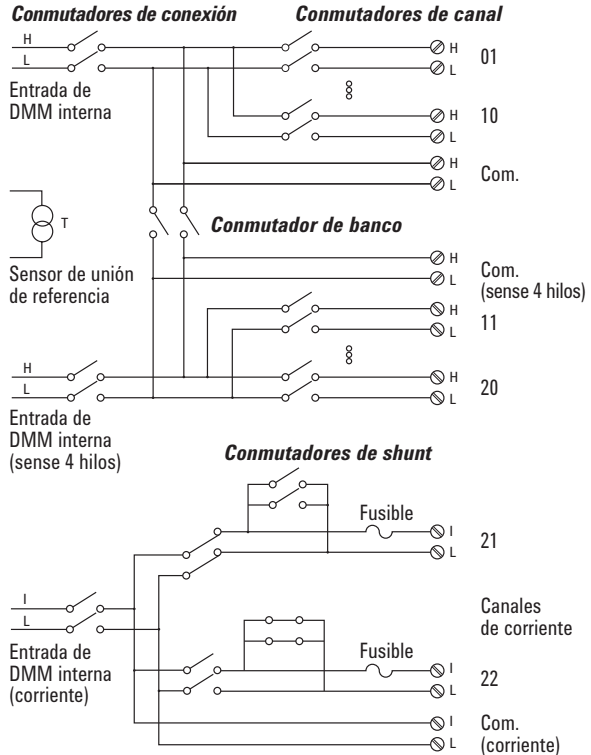 Conmutadores de conexión
Conmutadores de canal
H
L
Entrada de
DMM interna
H
L
01
H
L
10
H
L
Com.
T
Sensor de unión
de referencia
Conmutador de banco
H
L
Com.
(sense 4 hilos)
H
L
11
H
L
Entrada de
DMM interna
(sense 4 hilos)
H
L
20
Conmutadores de shunt
Fusible
I
L
21
Canales
de corriente
I
L
Entrada de
DMM interna
(corriente)
Fusible
I
L
22
I
L
Com.
(corriente)